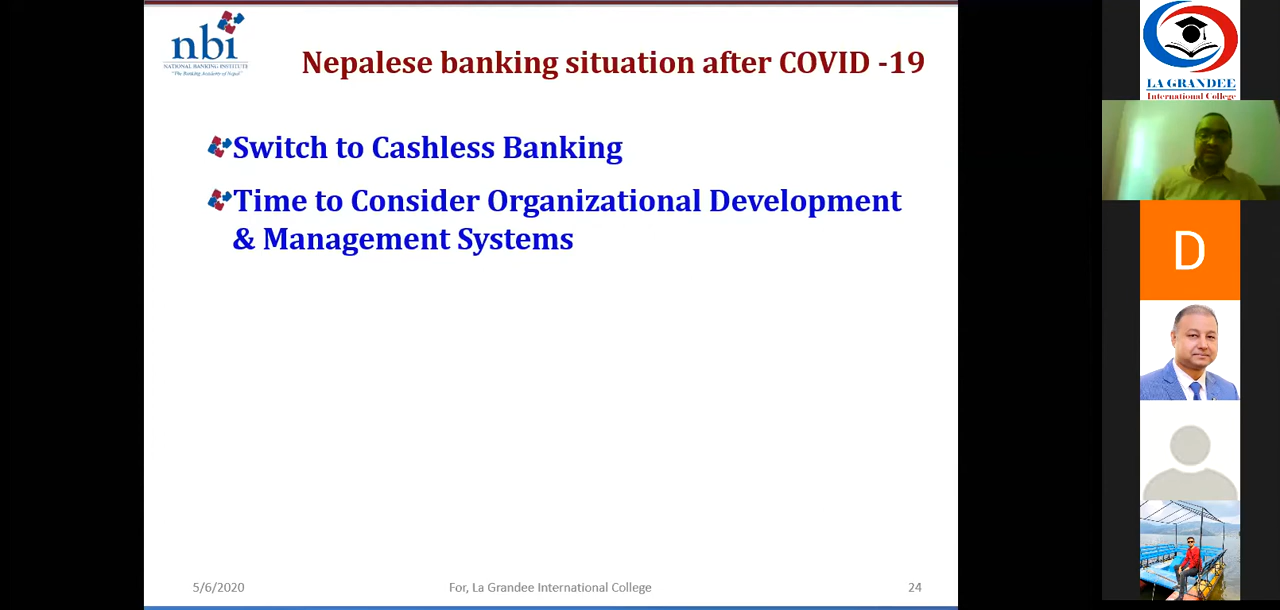 nbi
NATIONAL BANKING INSTITUTE
"The Banking Academy of Nepal"
Nepalese banking situation after COVID -19
Switch to Cashless Banking
Time to Consider Organizational Development
& Management Systems
5/6/2020
For, La Grandee International College
24
LA GRANDEE
International College
D